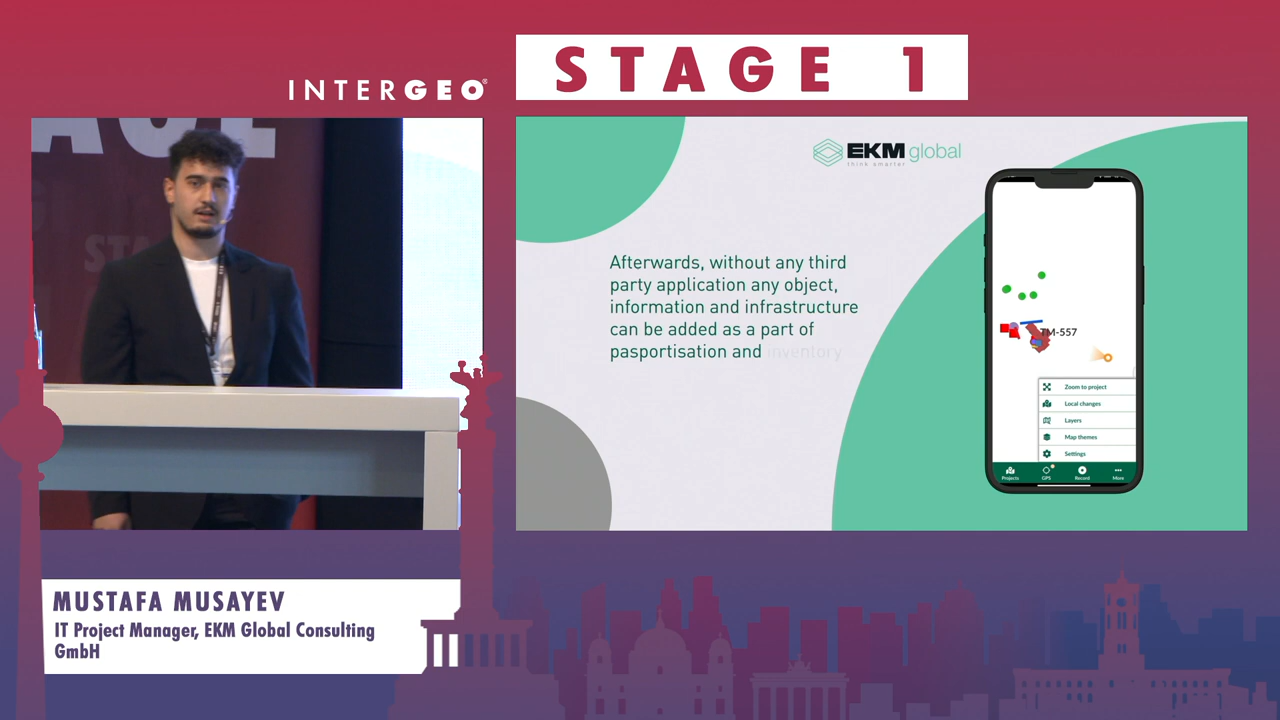 INTERGEO®
STAGE 1
STA
EKM global
think smarter
Afterwards, without any third
party application any object,
information and infrastructure
can be added as a part of
pasportisation and inventory
TM-557
Zoom to project
Local changes
Layers
Map themes
Settings
Projects
GPS
Record
More
MUSTAFA MUSAYEV
IT Project Manager, EKM Global Consulting
GmbH